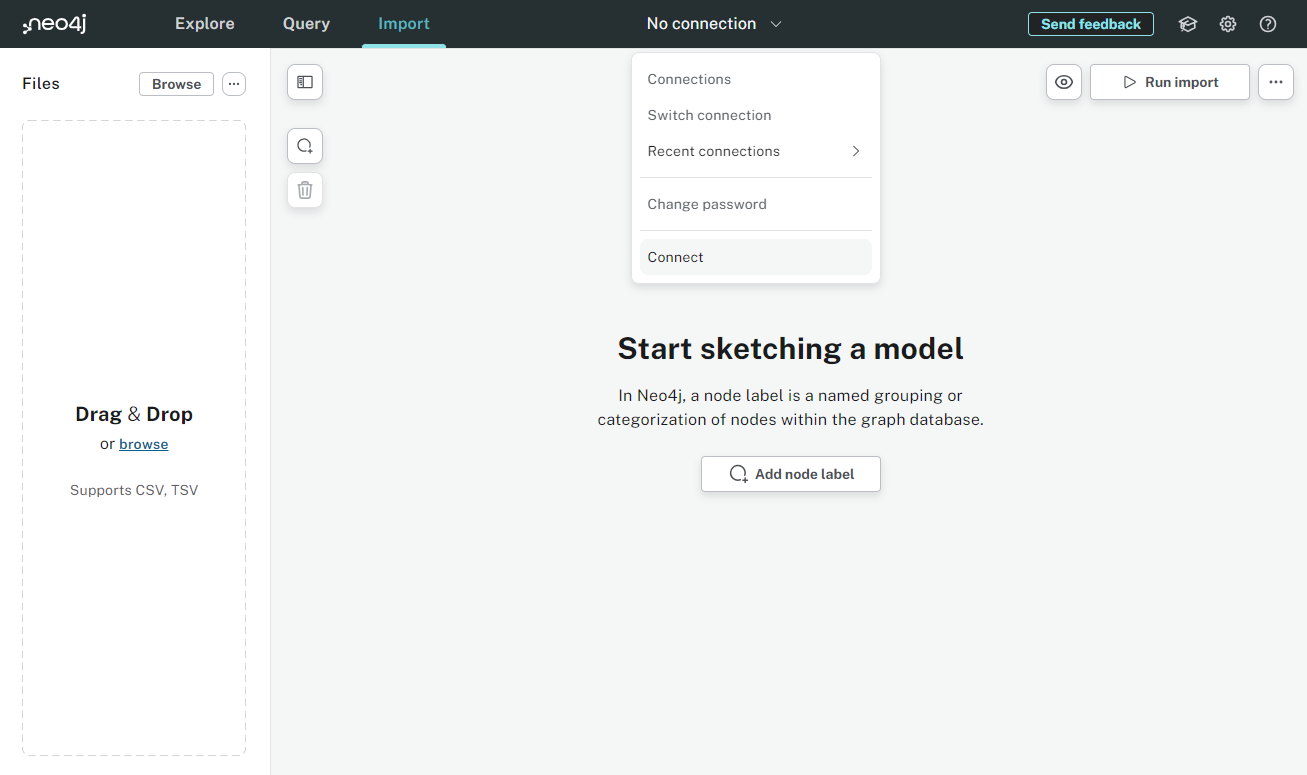 neo4j
Explore
Query
Import
No connection
Send feedback
Files
Browse
Connections
Switch connection
Recent connections
Change password
Connect
Run import
Drag & Drop
or browse
Supports CSV, TSV
Start sketching a model
In Neo4j, a node label is a named grouping or
categorization of nodes within the graph database.
Add node label